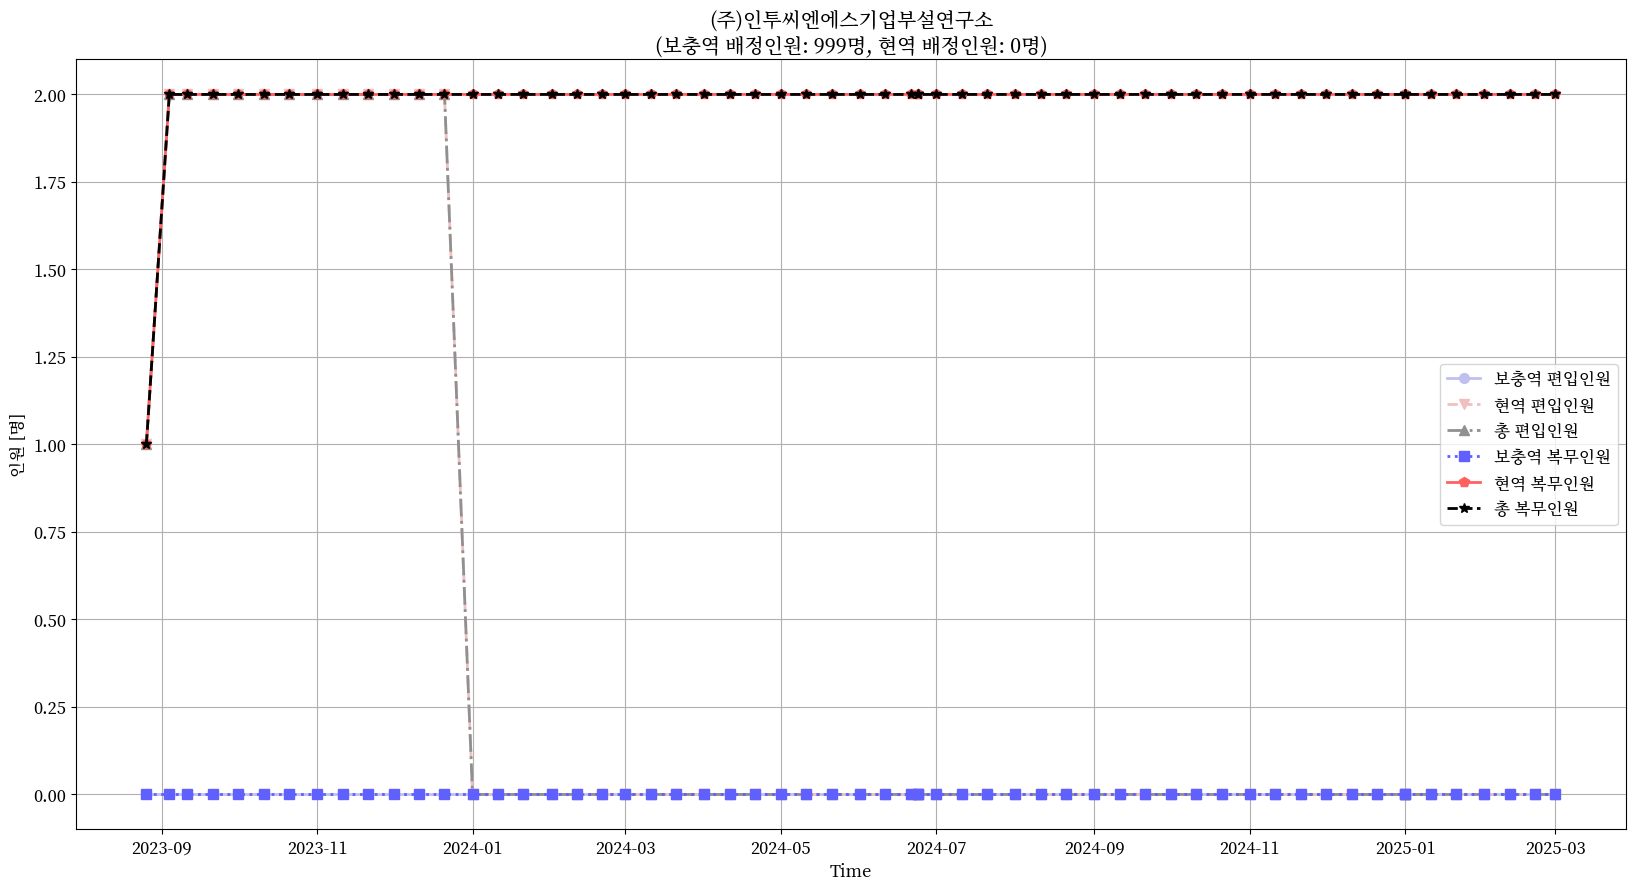 (주)인투씨엔에스기업부설연구소
(보충역 배정인원: 999명, 현역 배정인원: 0명)
2.00
1.75
1.50
1.25
1.00
0.75
0.50
0.25
0.00
인원 [명]
보충역 편입인원
현역 편입인원
총 편입인원
보충역 복무인원
현역 복무인원
총 복무인원
2023-09
2023-11
2024-01
2024-03
2024-05
2024-07
2024-09
2024-11
2025-01
2025-03
Time